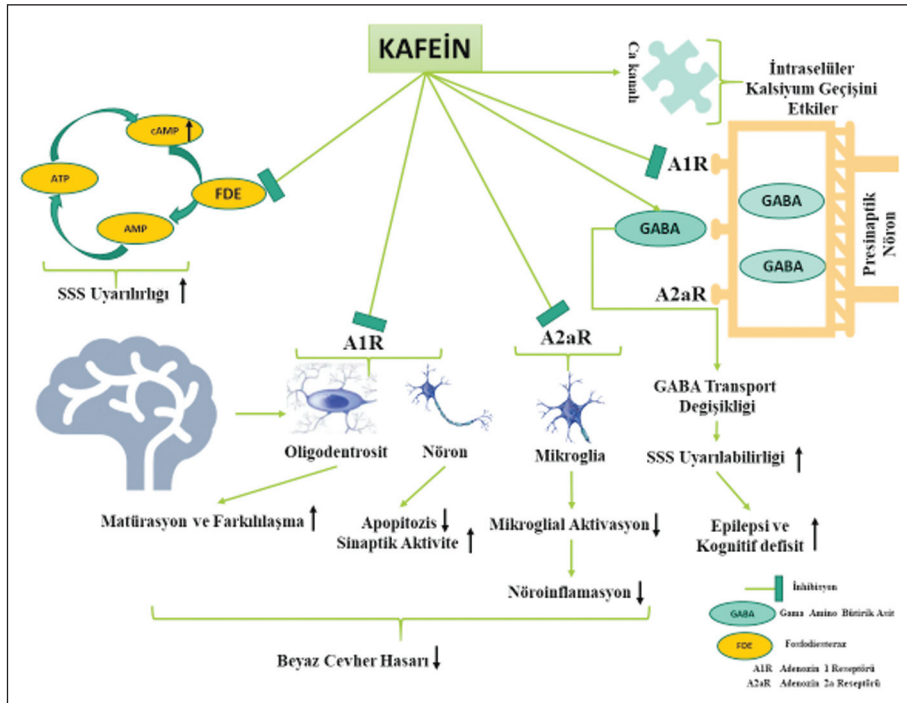 KAFEİN
Ca kanalı
İntraselüler
Kalsiyum Geçişini
Etkiler
cAMP
ATP
FDE
AMP
SSS Uyarılırlığı
A1R
GABA
GABA
GABA
A2aR
Presinaptik
Nöron
A1R
A2aR
Oligodentrosit
Nöron
Mikroglia
GABA Transport
Değişikligi
SSS Uyarılabilirligi
Matürasyon ve Farkılılaşma
Apopitozis
Sinaptik Aktivite
Mikroglial Aktivasyon
Epilepsi ve
Kognitif defisit
Nöroinflamasyon
Beyaz Cevher Hasarı
İnhibisyon
GABA Gama Amino Bütirik Asit
FDE Fosfodiesteraz
A1R Adenozin 1 Reseptörü
A2aR Adenozin 2a Reseptörü